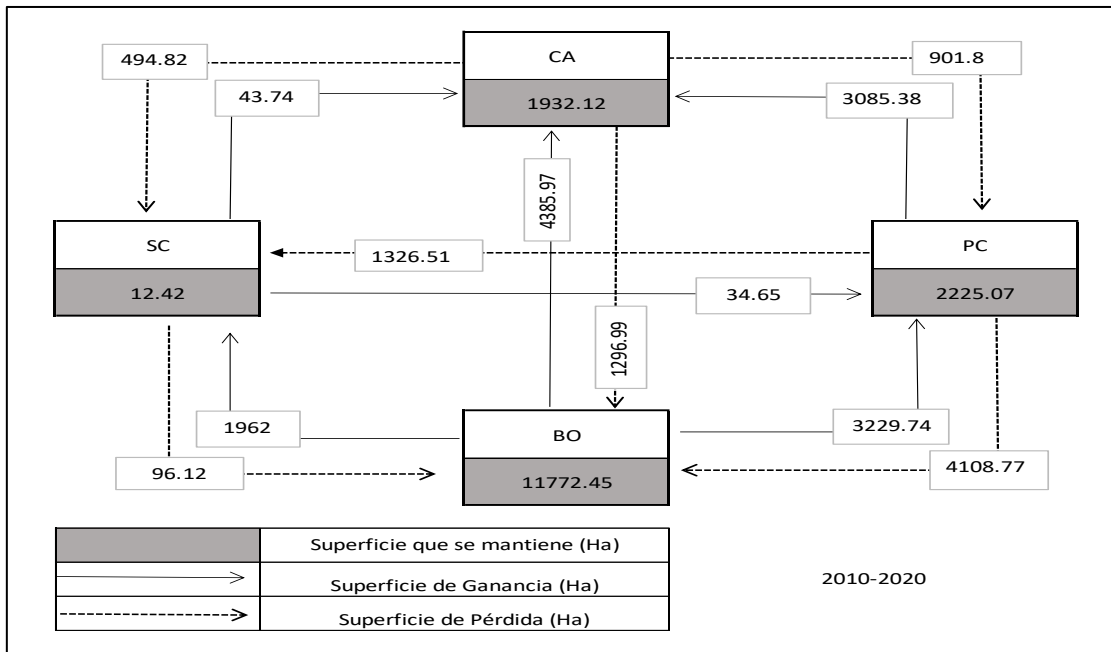 CA
494.82
901.8
43.74
1932.12
3085.38
4385.97
SC
PC
1326.51
12.42
34.65
2225.07
1296.99
1962
BO
3229.74
96.12
11772.45
4108.77
Superficie que se mantiene (Ha)
Superficie de Ganancia (Ha)
2010-2020
Superficie de Pérdida (Ha)